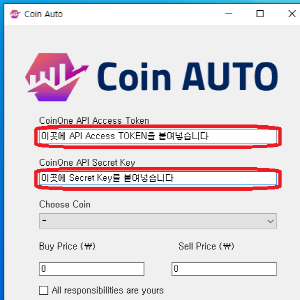 Coin Auto
Coin AUTO
CoinOne API Access Token
이곳에 API Access TOKEN을 붙여넣습니다
CoinOne API Secret Key
이곳에 Secret Key를 붙여넣습니다
Choose Coin
-
Buy Price (₩) Sell Price (₩)
0 0
All responsibilities are yours